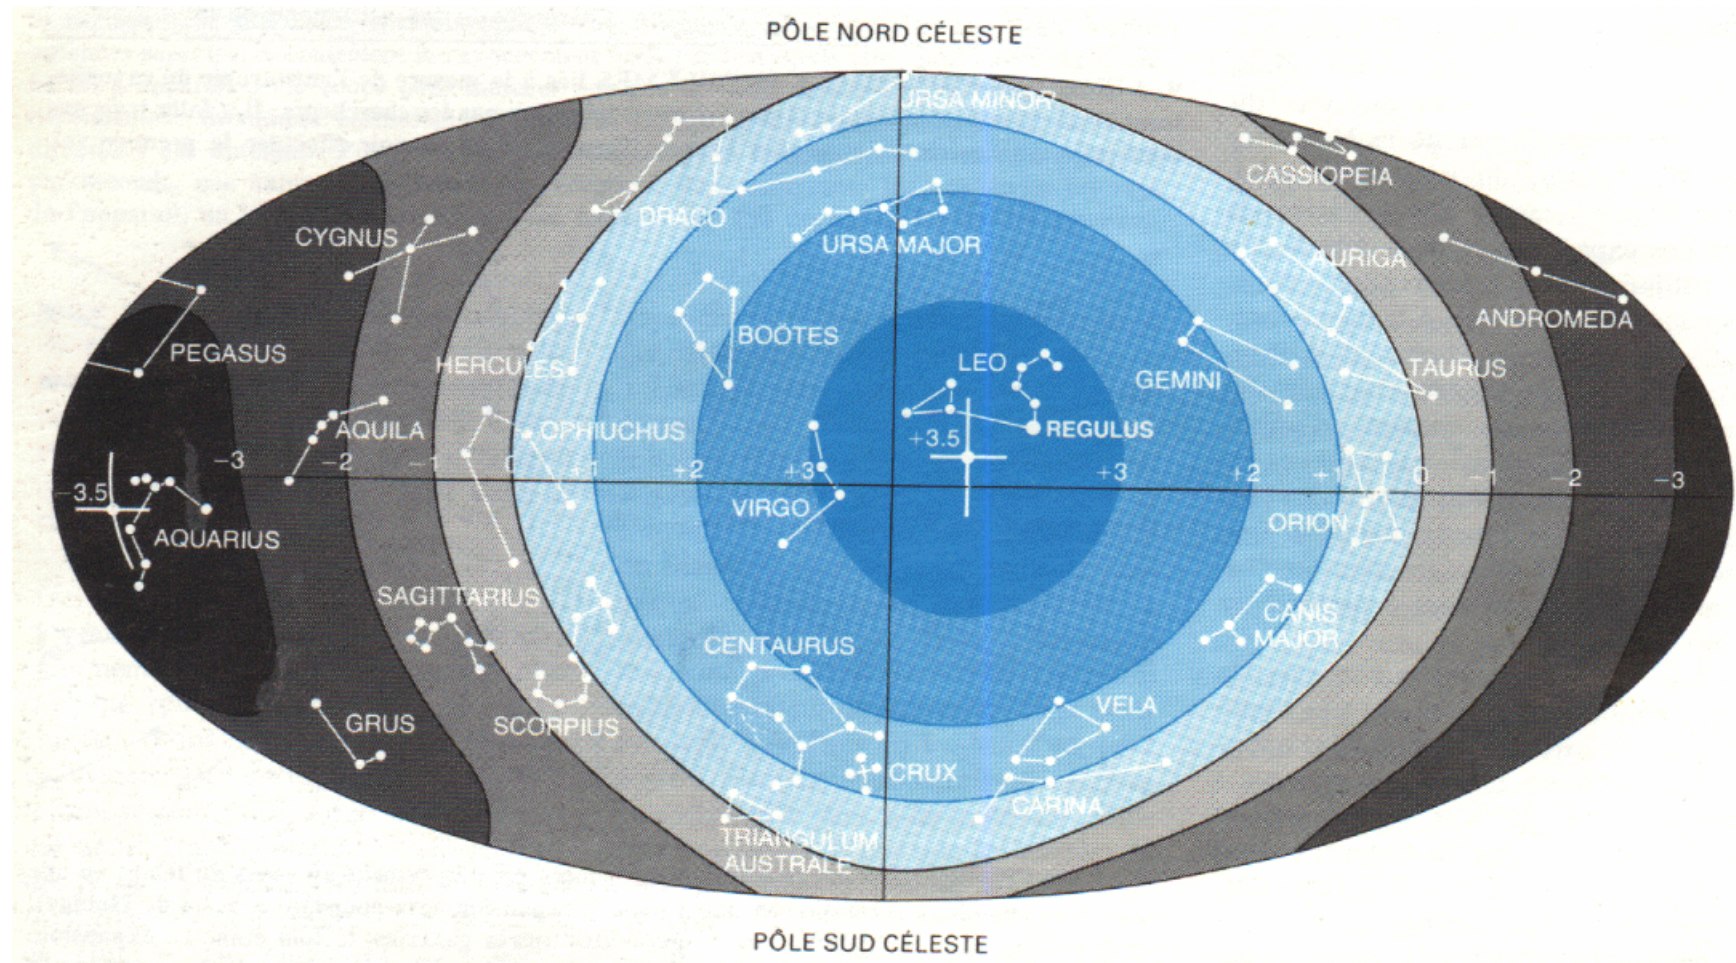 PÔLE NORD CÉLESTE
URSA MINOR
CASSIOPEIA
DRACO
CYGNUS
URSA MAJOR
AURIGA
ANDROMEDA
BOÖTES
PEGASUS
HERCULES
LEO
GEMINI
TAURUS
AQUILA
OPHIUCHUS
+3.5
REGULUS
-3
-2
-1
0
+1
+2
+3
+3
+2
+1
0
-1
-2
-3
-3.5
VIRGO
ORION
AQUARIUS
SAGITTARIUS
CANIS
MAJOR
CENTAURUS
VELA
GRUS
SCORPIUS
CRUX
CARINA
TRIANGULUM
AUSTRALE
PÔLE SUD CÉLESTE